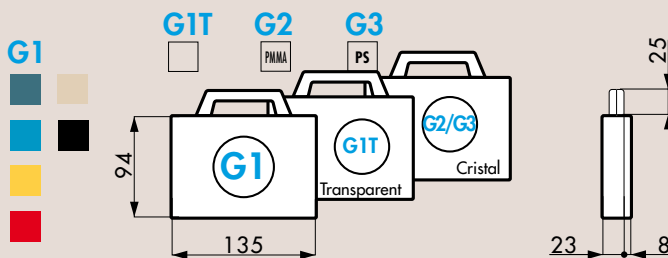 G1T G2 G3
G1
PMMA PS
25
94
G1
G1T
G2/G3
Transparent
Cristal
135
23 8